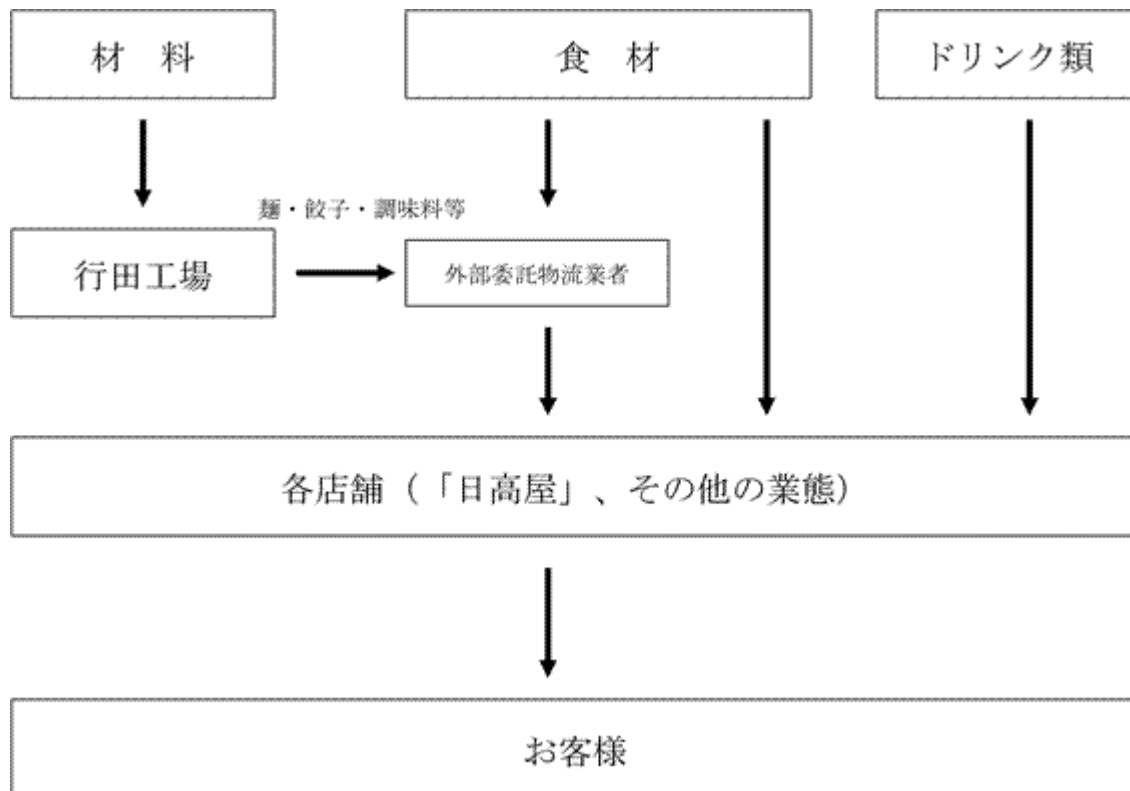 材　料
食　材
ドリンク類
麺・餃子・調味料等
行田工場
外部委託物流業者
各店舗（「日高屋」、その他の業態）
お客様